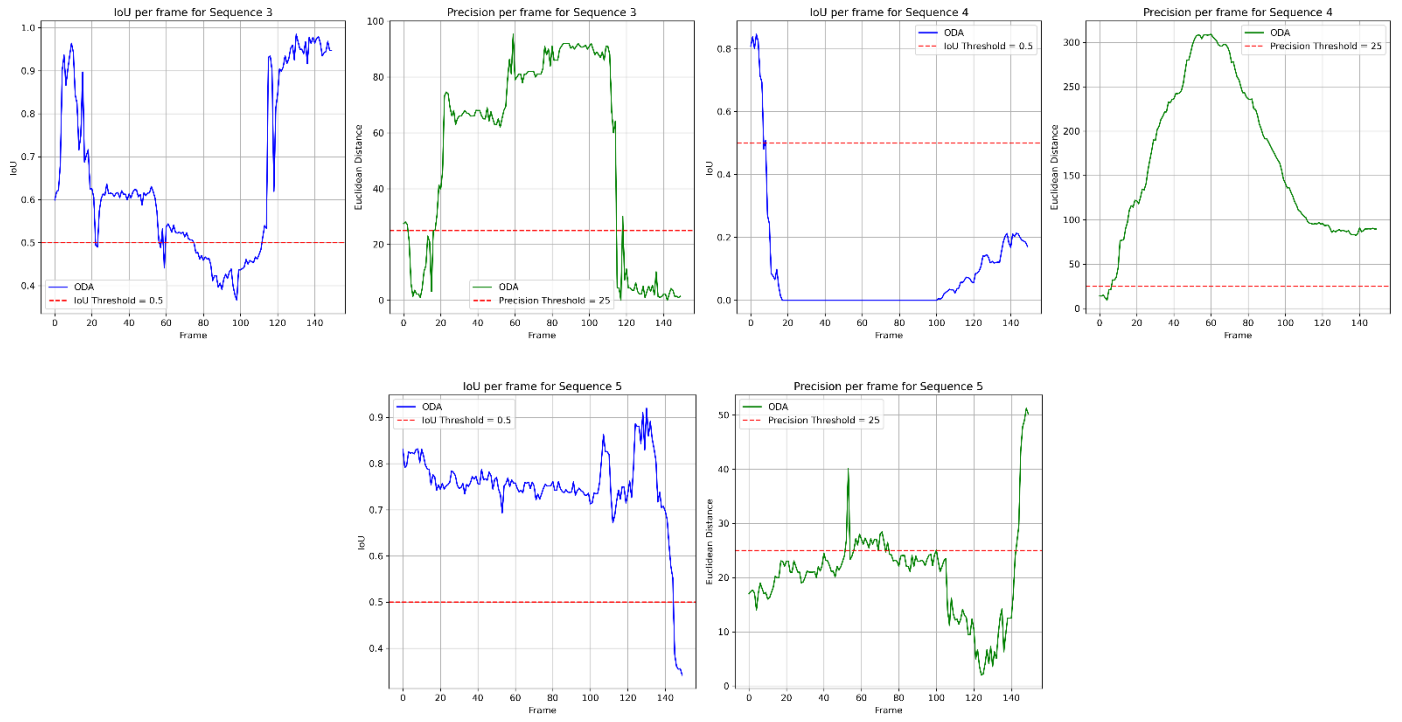 IoU per frame for Sequence 3
1.0
0.9
0.8
0.7
0.6
0.5
0.4
IoU
ODA
IoU Threshold = 0.5
0 20 40 60 80 100 120 140
Frame
Precision per frame for Sequence 3
100
80
60
40
20
0
Euclidean Distance
ODA
Precision Threshold = 25
0 20 40 60 80 100 120 140
Frame
IoU per frame for Sequence 4
0.8
0.6
0.4
0.2
0.0
IoU
ODA
IoU Threshold = 0.5
0 20 40 60 80 100 120 140
Frame
Precision per frame for Sequence 4
300
250
200
150
100
50
0
Euclidean Distance
ODA
Precision Threshold = 25
0 20 40 60 80 100 120 140
Frame
IoU per frame for Sequence 5
0.9
0.8
0.7
0.6
0.5
0.4
IoU
ODA
IoU Threshold = 0.5
0 20 40 60 80 100 120 140
Frame
Precision per frame for Sequence 5
50
40
30
20
10
0
Euclidean Distance
ODA
Precision Threshold = 25
0 20 40 60 80 100 120 140
Frame